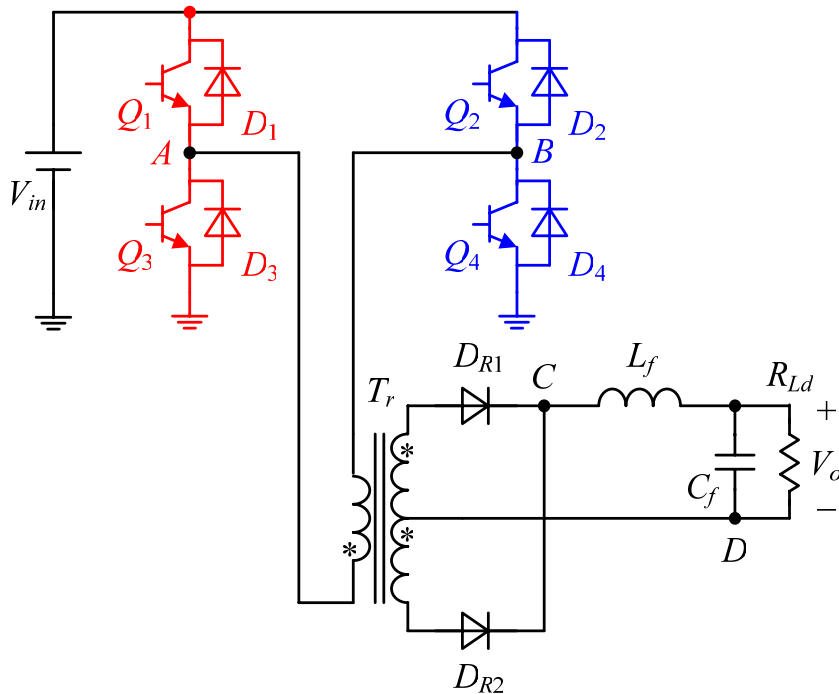 Q1 D1 Q2 D2
A B
Vin
Q3 D3 Q4 D4
DR1 C Lf RLd
Tr
+
* Cf Vo
* * −
D
DR2